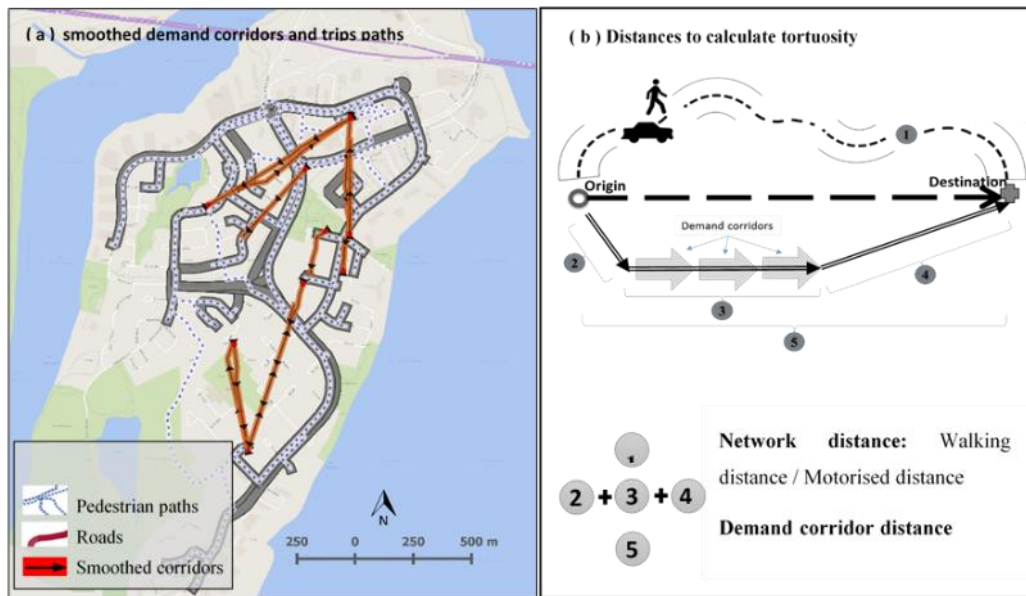 ( a ) smoothed demand corridors and trips paths
Pedestrian paths
Roads
Smoothed corridors
N
250 0 250 500 m
( b ) Distances to calculate tortuosity
1
Origin
Destination
Demand corridors
2
4
3
5
1
2 + 3 + 4
5
Network distance: Walking
distance / Motorised distance
Demand corridor distance